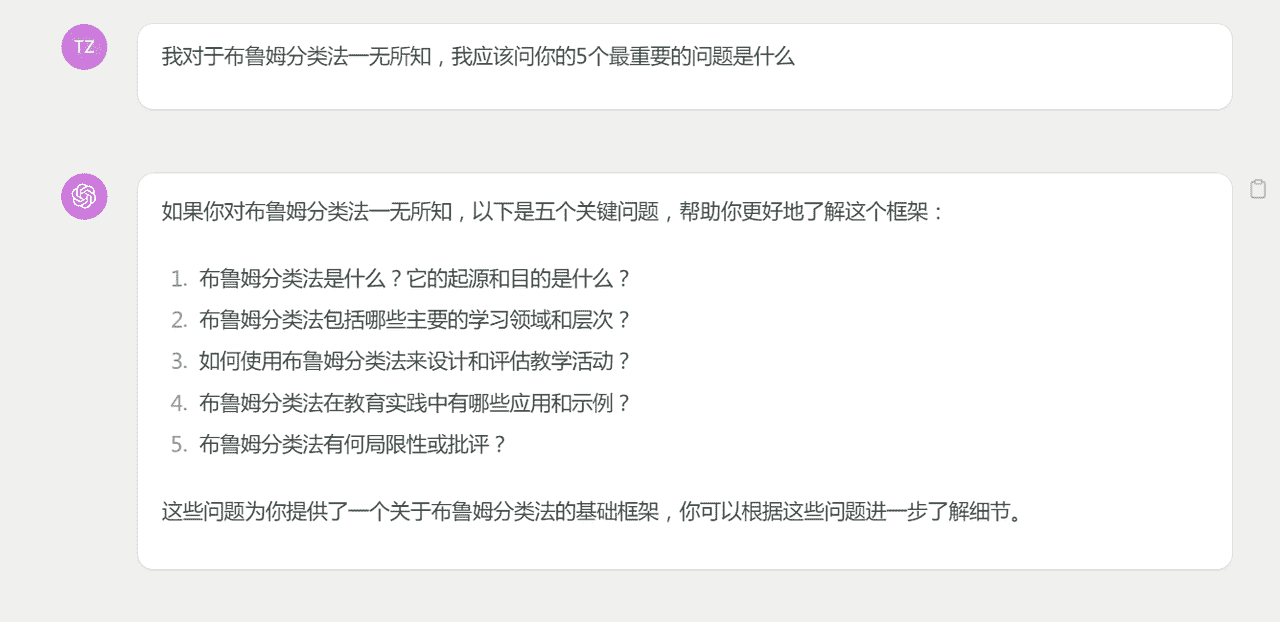 TZ
我对于布鲁姆分类法一无所知，我应该问你的5个最重要的问题是什么
如果你对布鲁姆分类法一无所知，以下是五个关键问题，帮助你更好地了解这个框架：
1. 布鲁姆分类法是什么？它的起源和目的是什么？
2. 布鲁姆分类法包括哪些主要的学习领域和层次？
3. 如何使用布鲁姆分类法来设计和评估教学活动？
4. 布鲁姆分类法在教育实践中有哪些应用和示例？
5. 布鲁姆分类法有何局限性或批评？
这些问题为你提供了一个关于布鲁姆分类法的基础框架，你可以根据这些问题进一步了解细节。